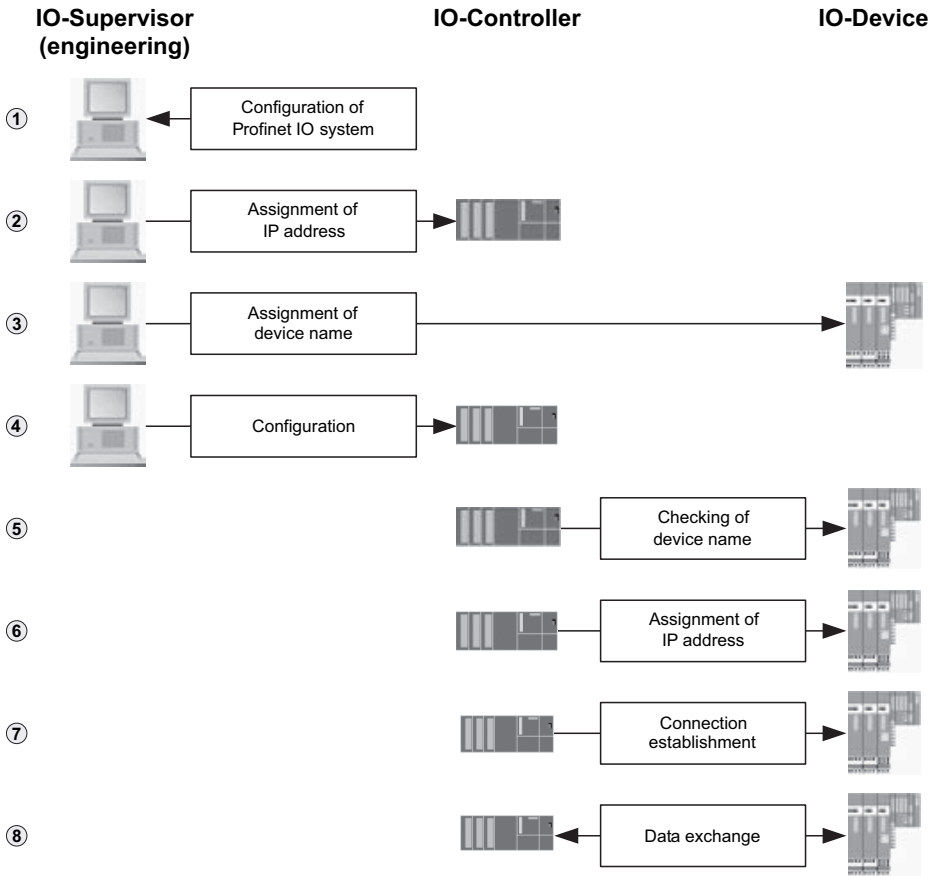 IO-Supervisor
(engineering)
IO-Controller
IO-Device
①
Configuration of
Profinet IO system
②
Assignment of
IP address
③
Assignment of
device name
④
Configuration
⑤
Checking of
device name
⑥
Assignment of
IP address
⑦
Connection
establishment
⑧
Data exchange